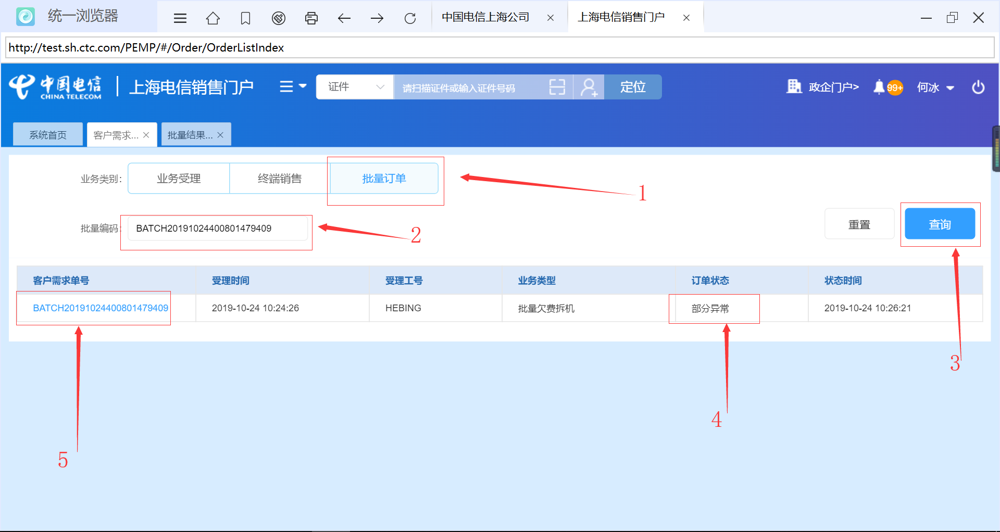 统一浏览器
中国电信上海公司
上海电信销售门户
http://test.sh.ctc.com/PEMP/#/Order/OrderListIndex
中国电信
CHINA TELECOM
上海电信销售门户
证件
请扫描证件或输入证件号码
定位
政企门户>
99+
何冰
系统首页
客户需求...
批量结果...
业务类别:
业务受理
终端销售
批量订单
1
批量编码:
BATCH20191024400801479409
2
重置
查询
客户需求单号 受理时间 受理工号 业务类型 订单状态 状态时间
BATCH20191024400801479409 2019-10-24 10:24:26 HEBING 批量欠费拆机 部分异常 2019-10-24 10:26:21
3
4
5